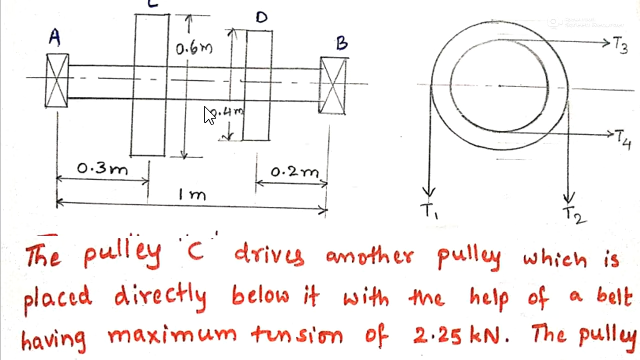 C
D
A
B
0.6m
0.4m
T3
T4
0.3m
0.2m
1m
T1
T2
The pulley 'C' drives another pulley which is
placed directly below it with the help of a belt
having maximum tension of 2.25 kN. The pulley